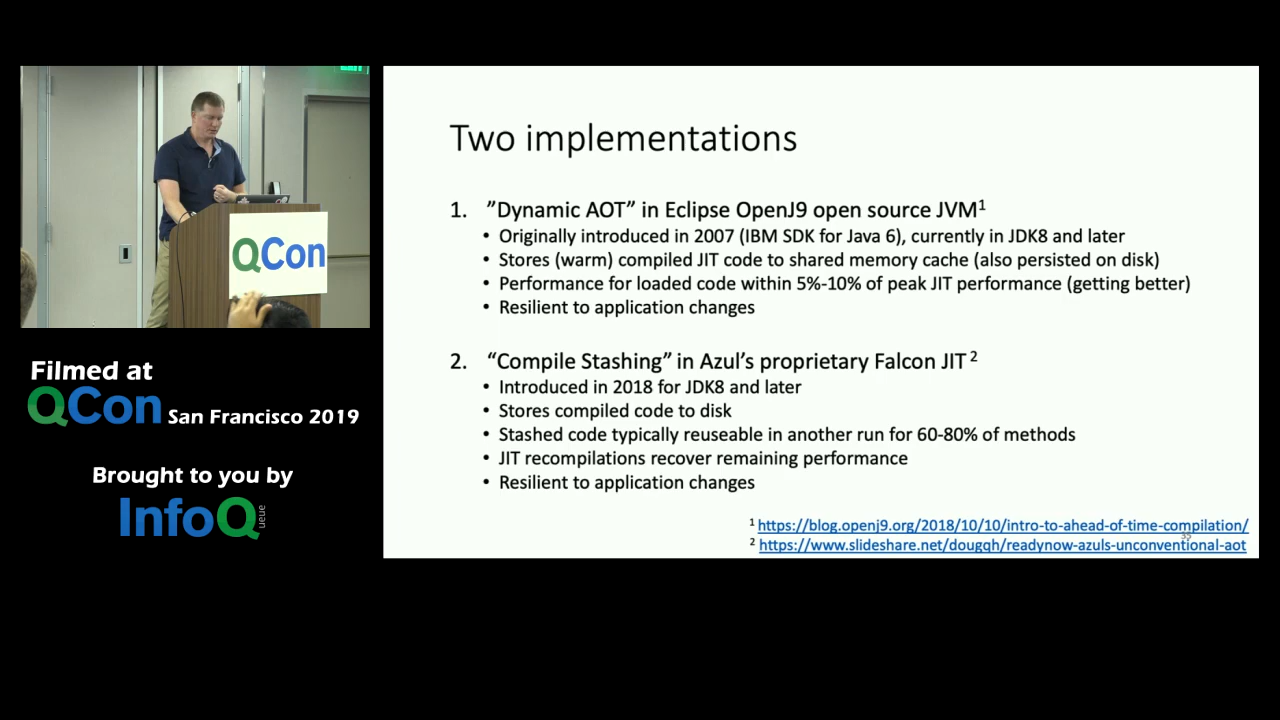 EXIT
QCon
Filmed at
QCon San Francisco 2019
Brought to you by
InfoQ
ueue
Two implementations
1. ”Dynamic AOT” in Eclipse OpenJ9 open source JVM1
• Originally introduced in 2007 (IBM SDK for Java 6), currently in JDK8 and later
• Stores (warm) compiled JIT code to shared memory cache (also persisted on disk)
• Performance for loaded code within 5%-10% of peak JIT performance (getting better)
• Resilient to application changes
2. “Compile Stashing” in Azul’s proprietary Falcon JIT 2
• Introduced in 2018 for JDK8 and later
• Stores compiled code to disk
• Stashed code typically reuseable in another run for 60-80% of methods
• JIT recompilations recover remaining performance
• Resilient to application changes
1 https://blog.openj9.org/2018/10/10/intro-to-ahead-of-time-compilation/
35
2 https://www.slideshare.net/dougqh/readynow-azuls-unconventional-aot